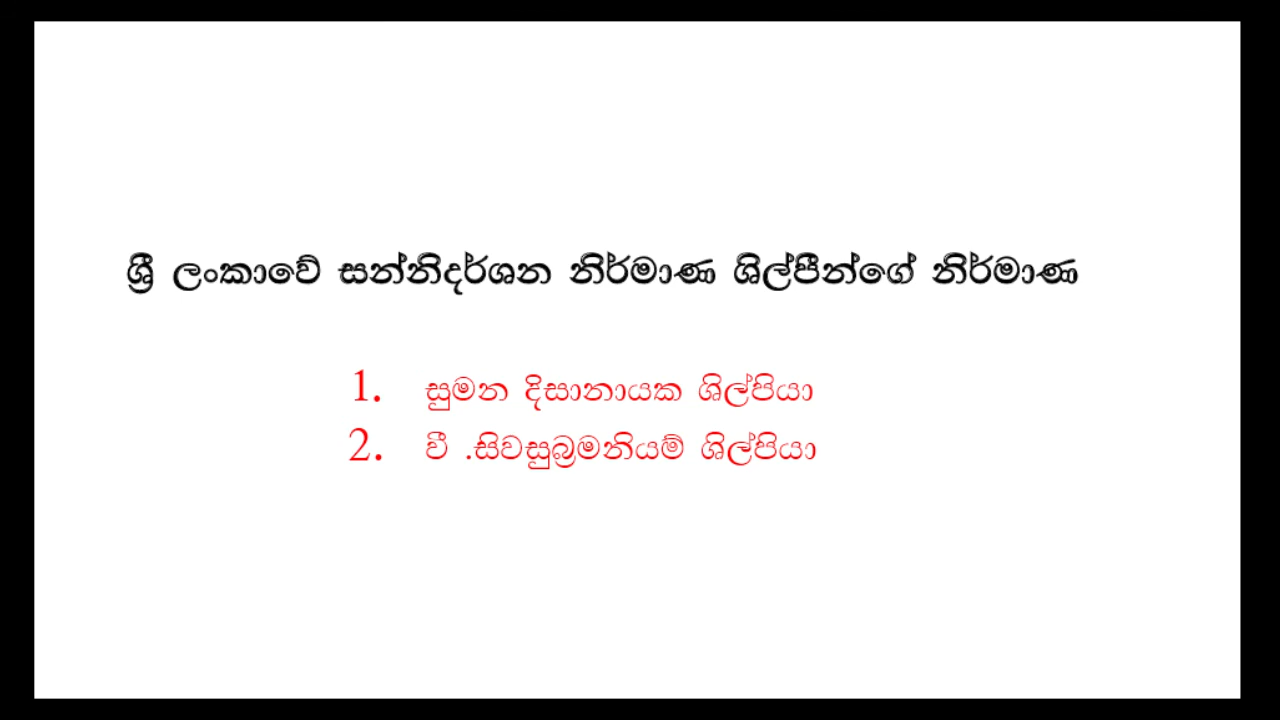 ශ්‍රී ලංකාවේ සන්නිදර්ශන නිර්මාණ ශිල්පීන්ගේ නිර්මාණ
1. සුමන දිසානායක ශිල්පියා
2. වී .සිවසුබ්‍රමනියම් ශිල්පියා